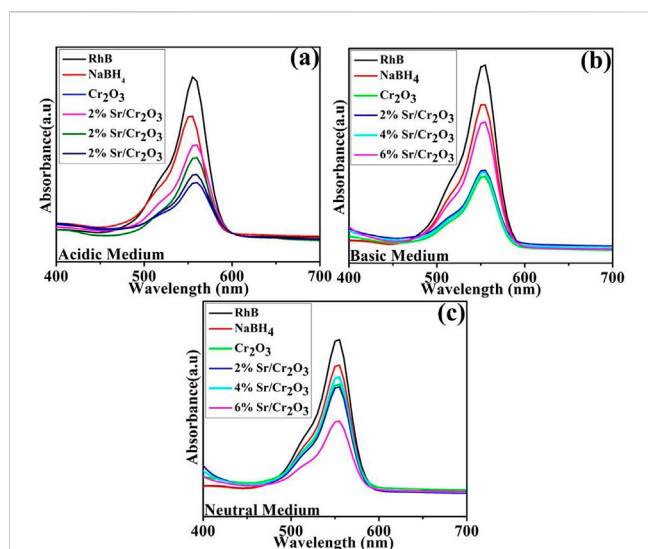 (a)
RhB
NaBH₄
Cr₂O₃
2% Sr/Cr₂O₃
2% Sr/Cr₂O₃
2% Sr/Cr₂O₃
Absorbance(a.u)
Acidic Medium
400 500 600 700
Wavelength (nm)
(b)
RhB
NaBH₄
Cr₂O₃
2% Sr/Cr₂O₃
4% Sr/Cr₂O₃
6% Sr/Cr₂O₃
Absorbance(a.u)
Basic Medium
400 500 600 700
Wavelength (nm)
(c)
RhB
NaBH₄
Cr₂O₃
2% Sr/Cr₂O₃
4% Sr/Cr₂O₃
6% Sr/Cr₂O₃
Absorbance(a.u)
Neutral Medium
400 500 600 700
Wavelength (nm)